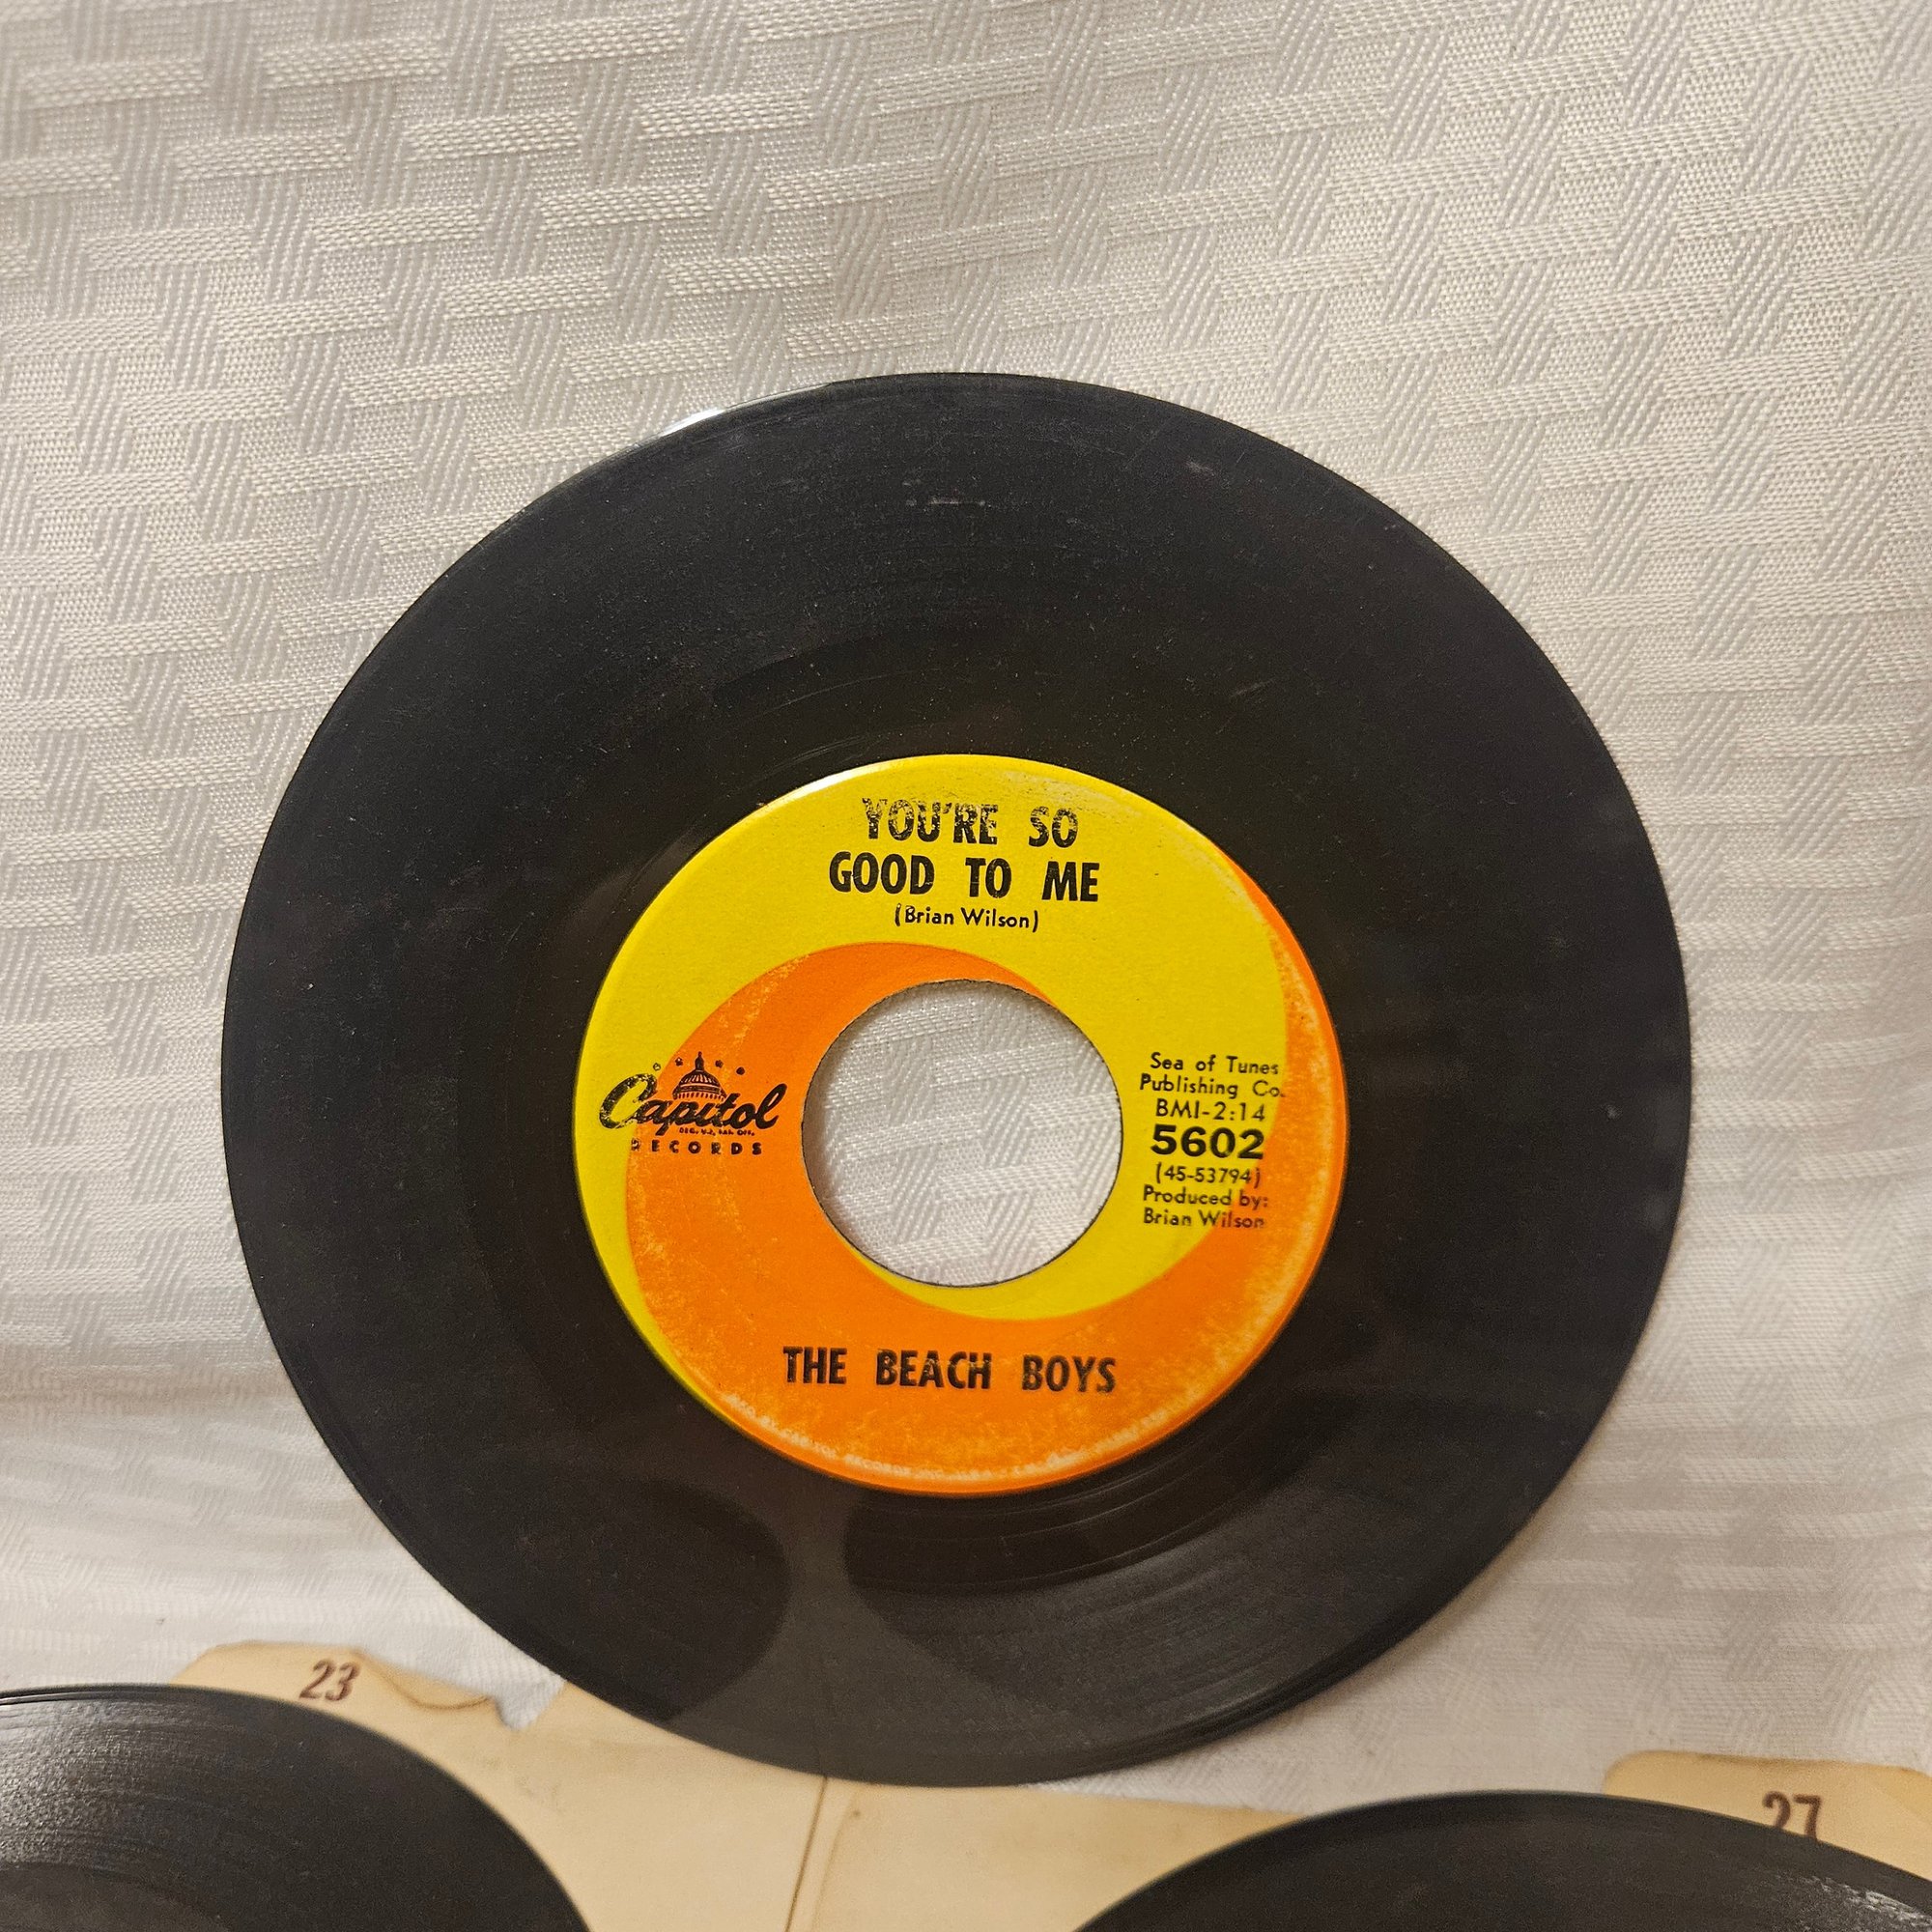 YOU'RE SO
GOOD TO ME
(Brian Wilson)
Capitol
RECORDS
Sea of Tunes
Publishing Co.
BMI-2:14
5602
(45-53794)
Produced by:
Brian Wilson
THE BEACH BOYS
23
27